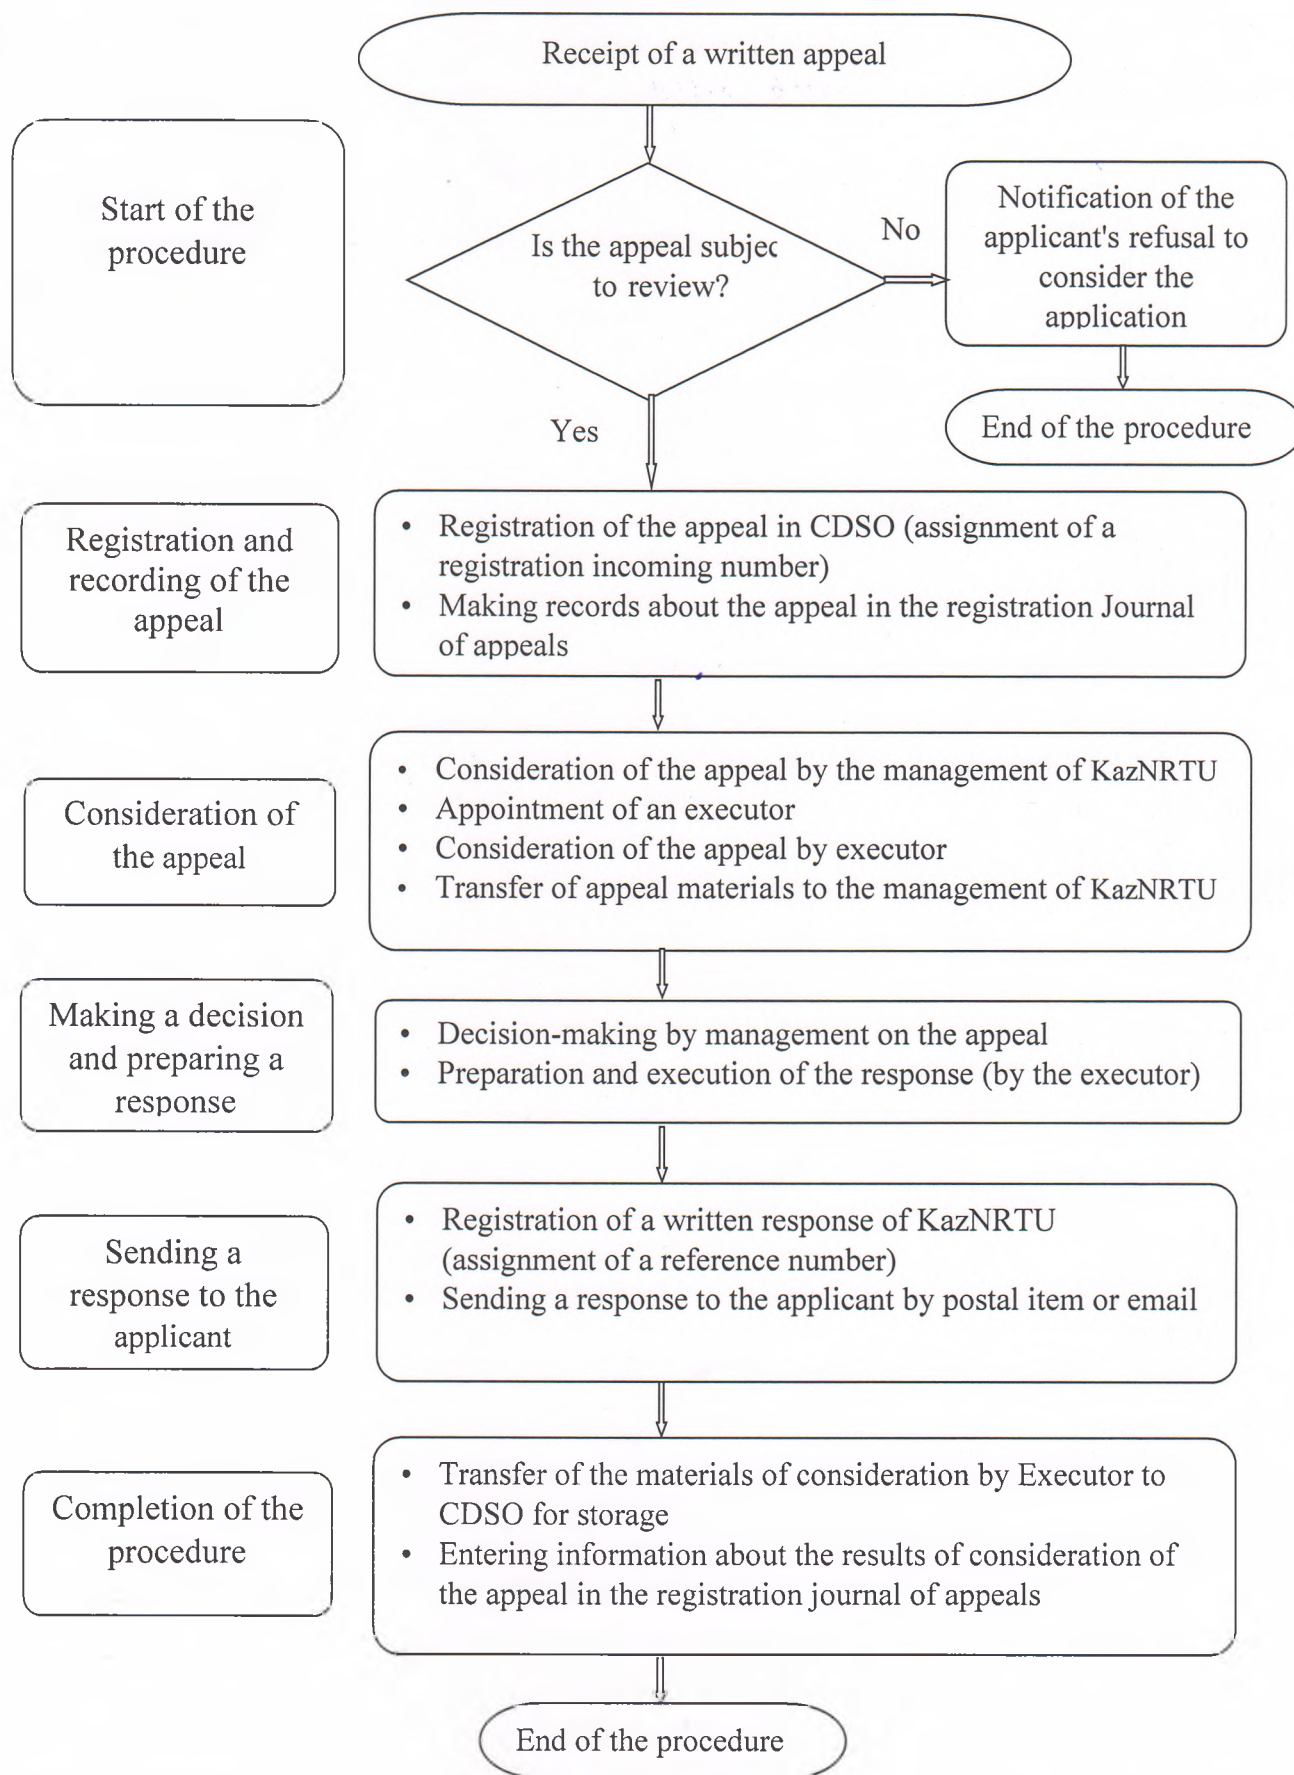 Receipt of a written appeal
Start of the
procedure
Is the appeal subjec
to review?
No
Notification of the
applicant's refusal to
consider the
application
Yes
End of the procedure
Registration and
recording of the
appeal
• Registration of the appeal in CDSO (assignment of a
registration incoming number)
• Making records about the appeal in the registration Journal
of appeals
Consideration of
the appeal
• Consideration of the appeal by the management of KazNRTU
• Appointment of an executor
• Consideration of the appeal by executor
• Transfer of appeal materials to the management of KazNRTU
Making a decision
and preparing a
response
• Decision-making by management on the appeal
• Preparation and execution of the response (by the executor)
Sending a
response to the
applicant
• Registration of a written response of KazNRTU
(assignment of a reference number)
• Sending a response to the applicant by postal item or email
Completion of the
procedure
• Transfer of the materials of consideration by Executor to
CDSO for storage
• Entering information about the results of consideration of
the appeal in the registration journal of appeals
End of the procedure